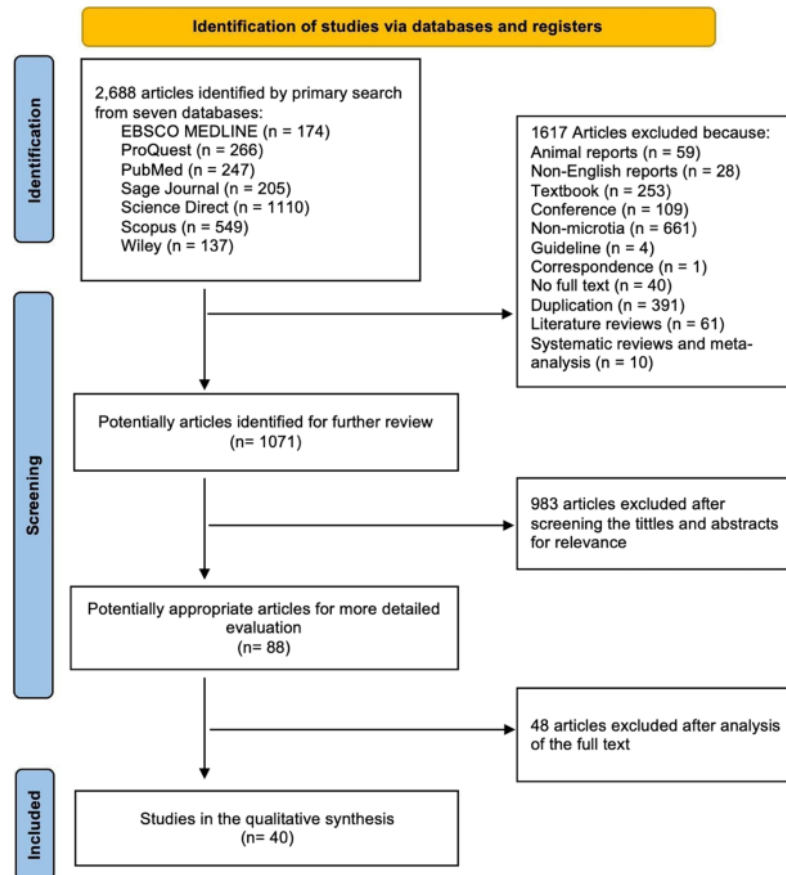 Identification of studies via databases and registers
Identification
2,688 articles identified by primary search
from seven databases:
EBSCO MEDLINE (n = 174)
ProQuest (n = 266)
PubMed (n = 247)
Sage Journal (n = 205)
Science Direct (n = 1110)
Scopus (n = 549)
Wiley (n = 137)
1617 Articles excluded because:
Animal reports (n = 59)
Non-English reports (n = 28)
Textbook (n = 253)
Conference (n = 109)
Non-microtia (n = 661)
Guideline (n = 4)
Correspondence (n = 1)
No full text (n = 40)
Duplication (n = 391)
Literature reviews (n = 61)
Systematic reviews and meta-
analysis (n = 10)
Screening
Potentially articles identified for further review
(n= 1071)
983 articles excluded after
screening the tittles and abstracts
for relevance
Potentially appropriate articles for more detailed
evaluation
(n= 88)
48 articles excluded after analysis
of the full text
Included
Studies in the qualitative synthesis
(n= 40)